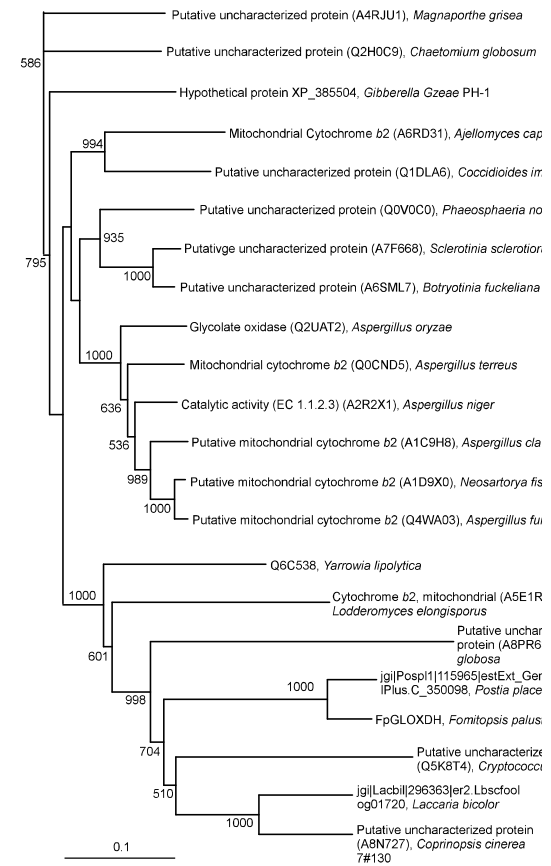 Putative uncharacterized protein (A4RJU1), Magnaporthe grisea
Putative uncharacterized protein (Q2H0C9), Chaetomium globosum
586
Hypothetical protein XP_385504, Gibberella Gzeae PH-1
Mitochondrial Cytochrome b2 (A6RD31), Ajellomyces cap
994
Putative uncharacterized protein (Q1DLA6), Coccidioides im
Putative uncharacterized protein (Q0V0C0), Phaeosphaeria no
935
Putativge uncharacterized protein (A7F668), Sclerotinia sclerotior
795
1000
Putative uncharacterized protein (A6SML7), Botryotinia fuckeliana
Glycolate oxidase (Q2UAT2), Aspergillus oryzae
1000
Mitochondrial cytochrome b2 (Q0CND5), Aspergillus terreus
636
Catalytic activity (EC 1.1.2.3) (A2R2X1), Aspergillus niger
536
Putative mitochondrial cytochrome b2 (A1C9H8), Aspergillus cla
989
Putative mitochondrial cytochrome b2 (A1D9X0), Neosartorya fis
1000
Putative mitochondrial cytochrome b2 (Q4WA03), Aspergillus fu
Q6C538, Yarrowia lipolytica
1000
Cytochrome b2, mitochondrial (A5E1R
Lodderomyces elongisporus
601
Putative unchar
protein (A8PR6
globosa
998
jgi|Pospl1|115965|estExt_Ger
lPlus.C_350098, Postia place
1000
FpGLOXDH, Fomitopsis palus
704
Putative uncharacterize
(Q5K8T4), Cryptococcu
510
jgi|Lacbil|296363|er2.Lbscfool
og01720, Laccaria bicolor
1000
Putative uncharacterized protein
(A8N727), Coprinopsis cinerea
7#130
0.1